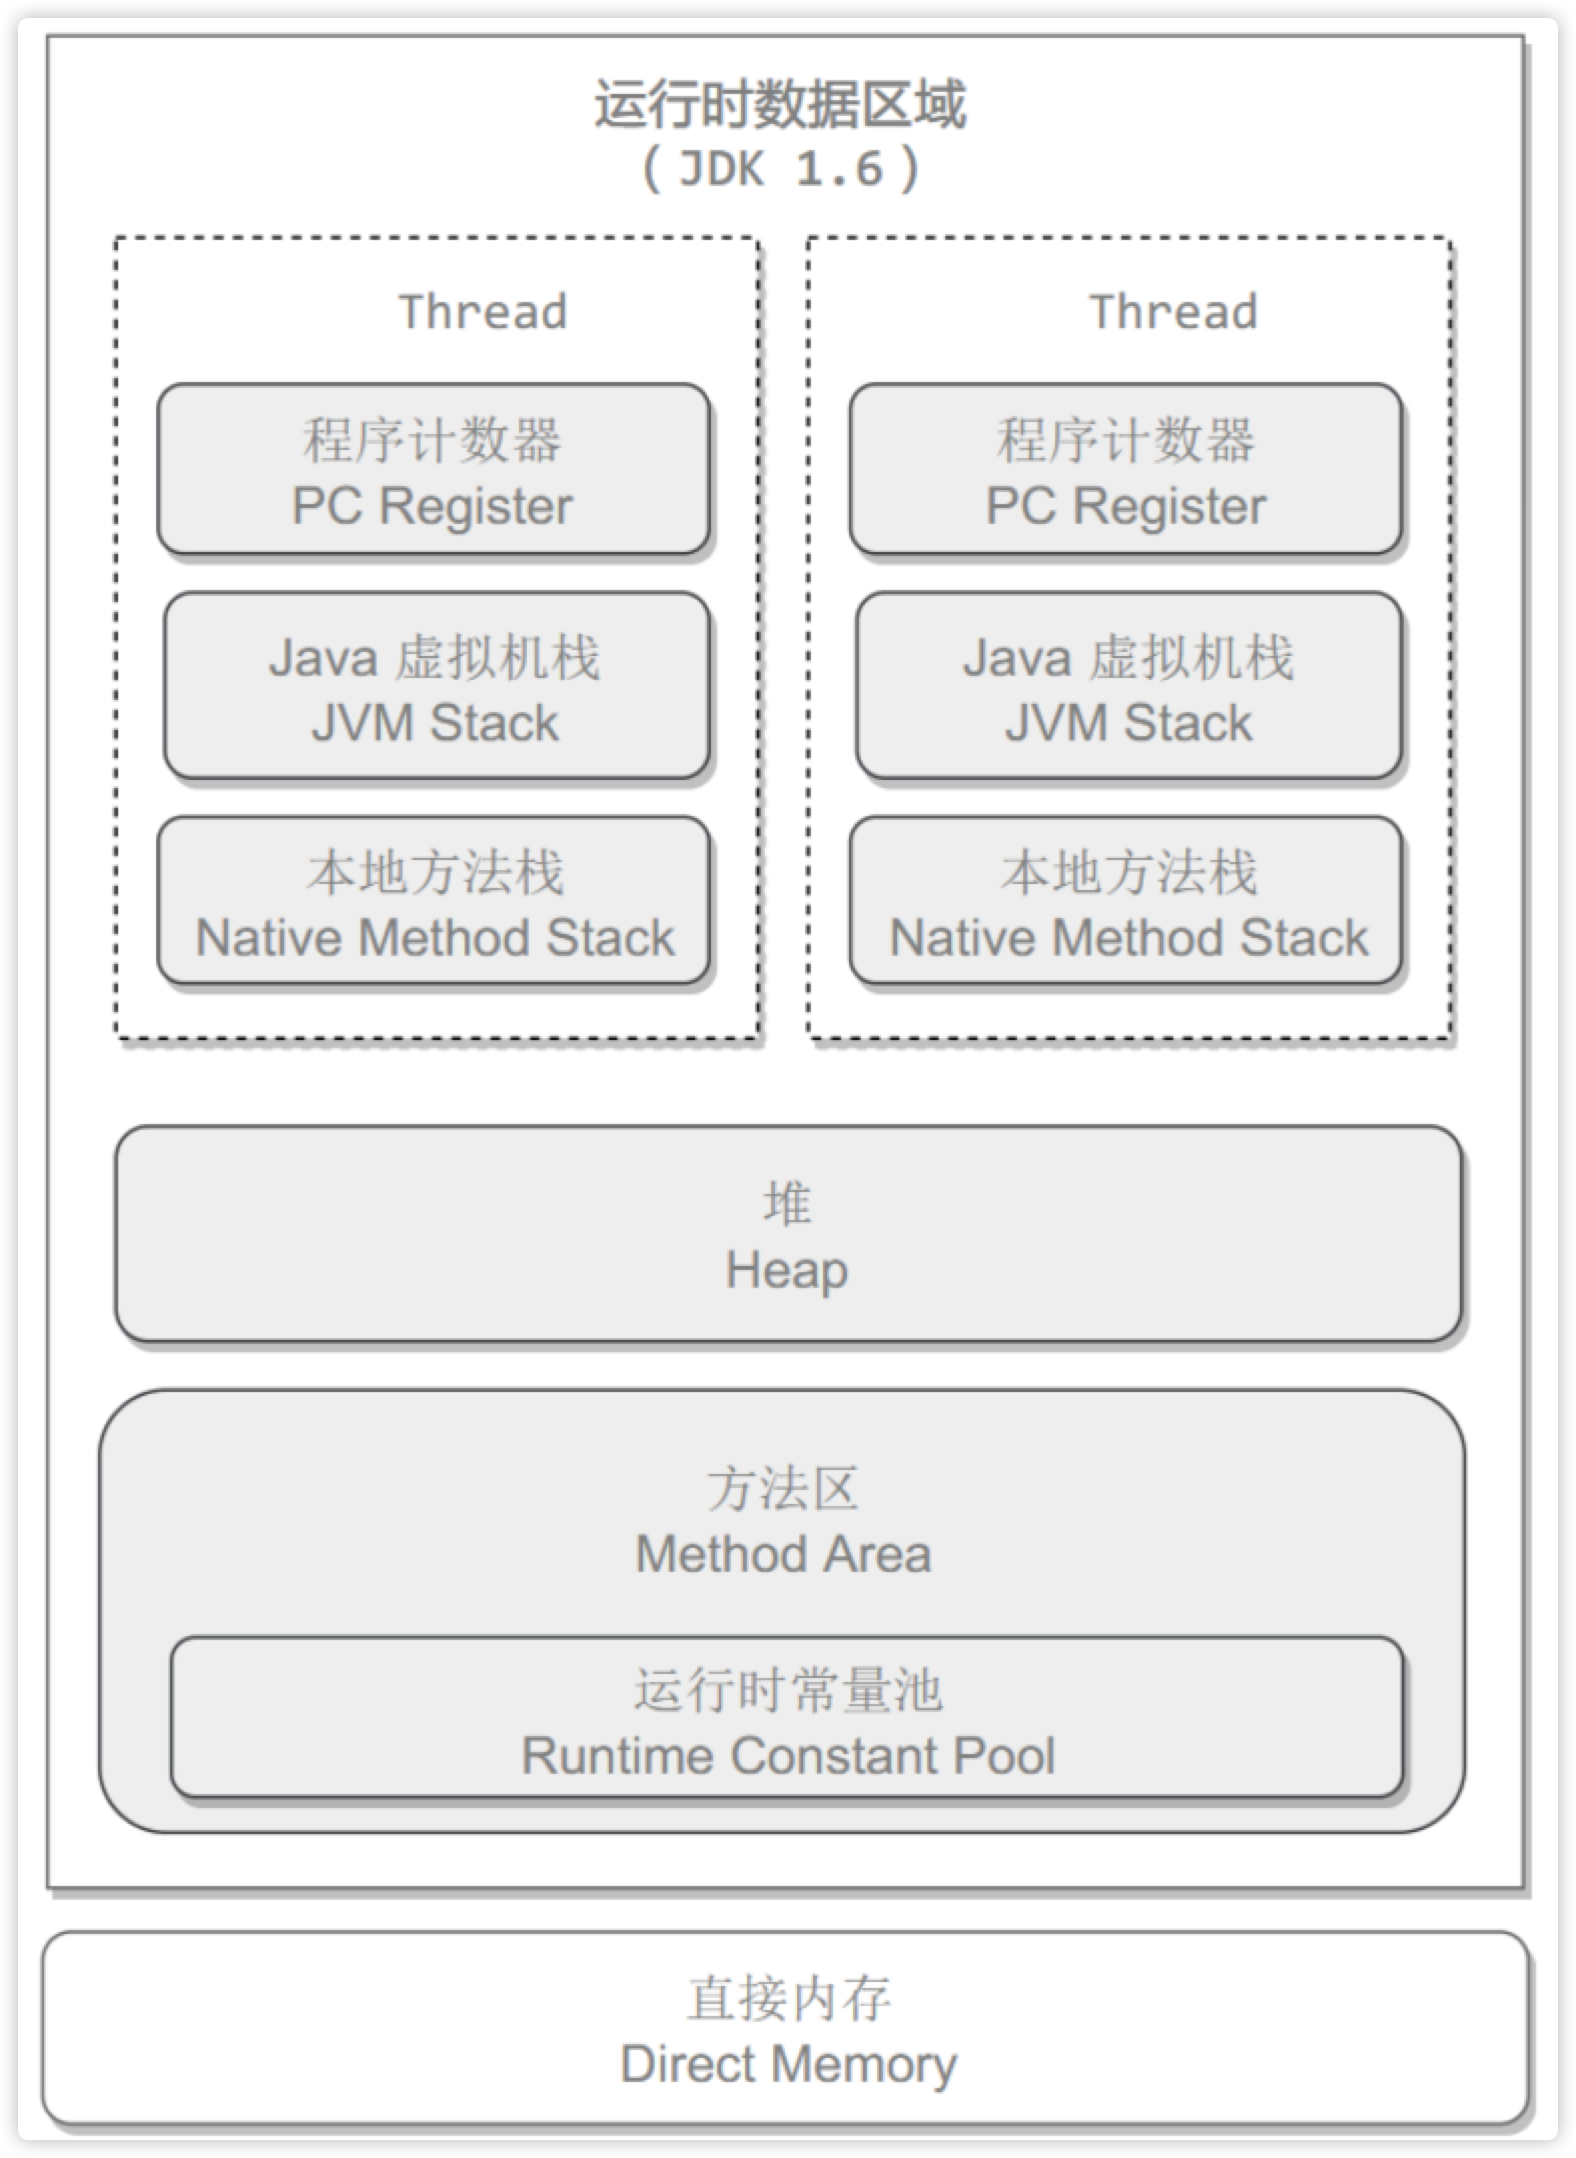 运行时数据区域
(JDK 1.6)
Thread
程序计数器
PC Register
Java 虚拟机栈
JVM Stack
本地方法栈
Native Method Stack
Thread
程序计数器
PC Register
Java 虚拟机栈
JVM Stack
本地方法栈
Native Method Stack
堆
Heap
方法区
Method Area
运行时常量池
Runtime Constant Pool
直接内存
Direct Memory